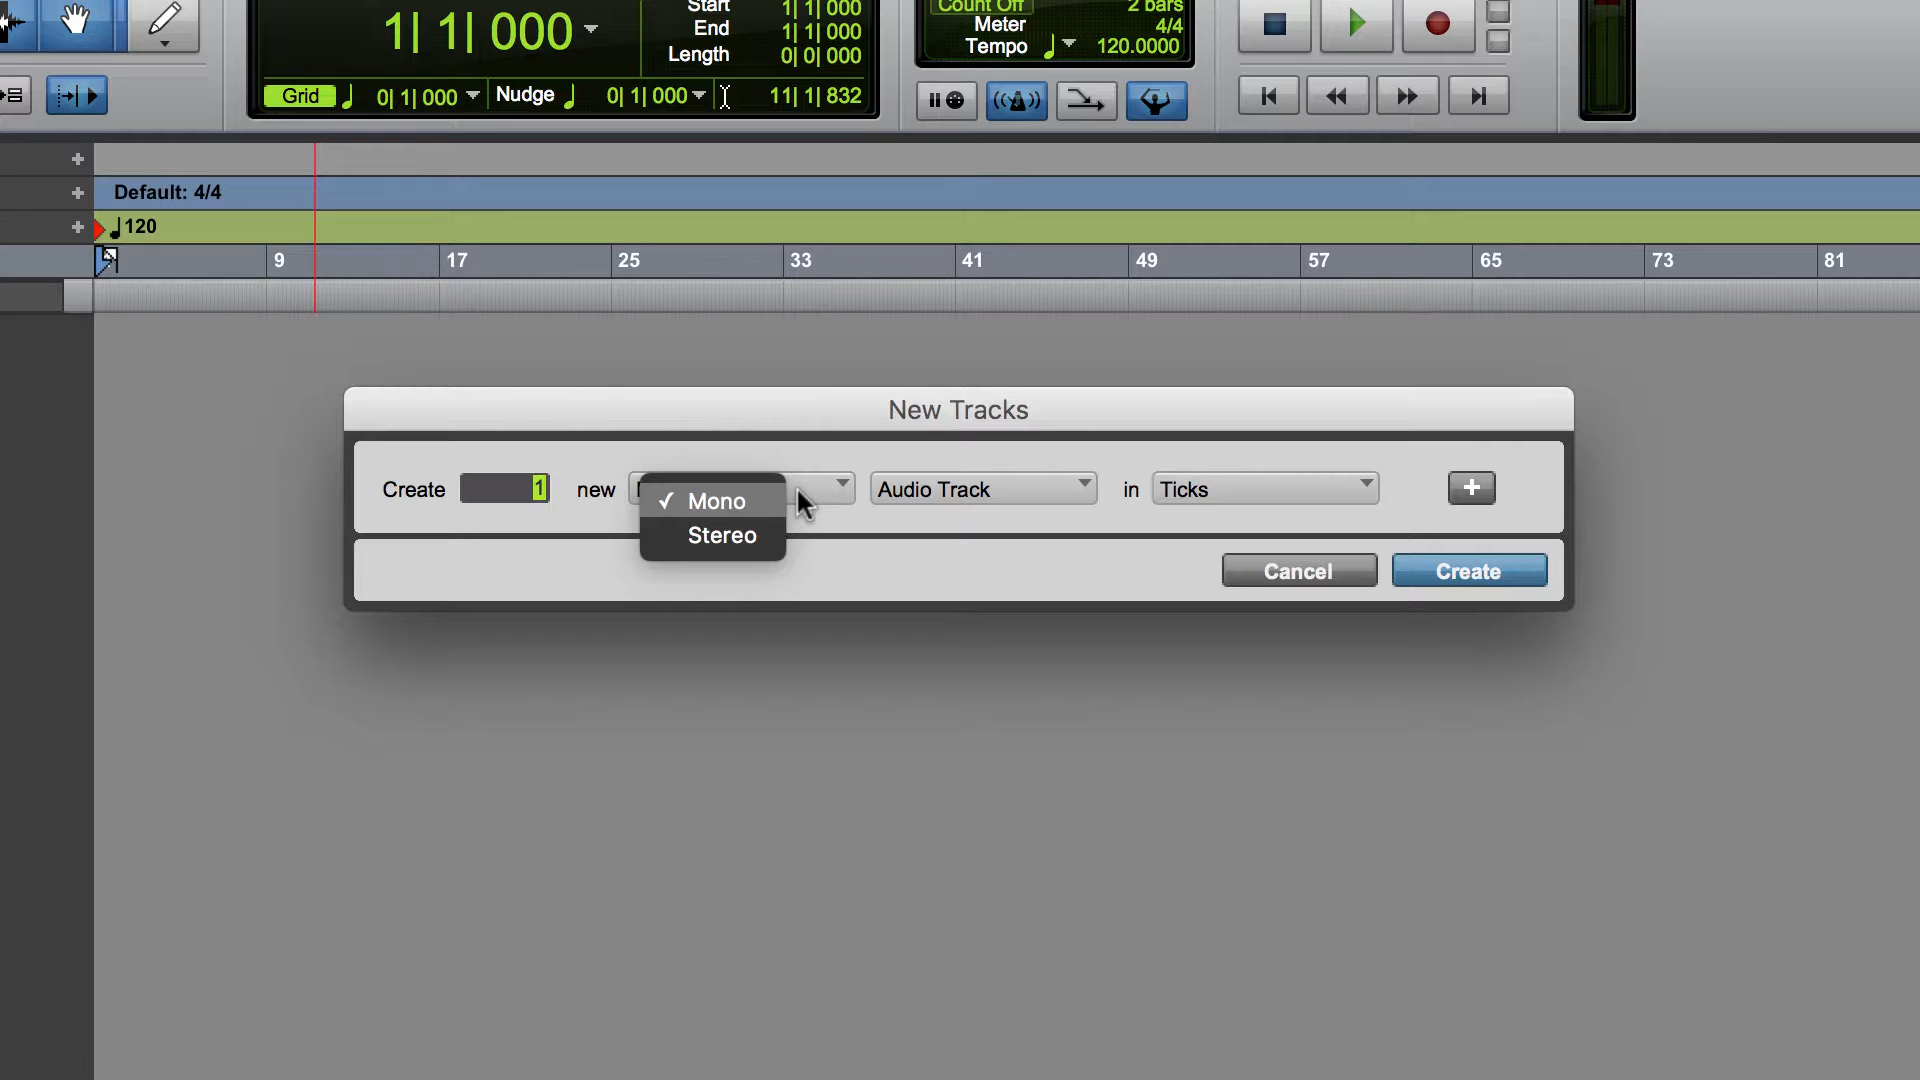 Count Off 2 bars
1| 1| 000 Start 1| 1| 000
End 1| 1| 000
Length 0| 0| 000
Meter 4/4
Tempo 120.0000
Grid 0| 1| 000 Nudge 0| 1| 000 11| 1| 832
Default: 4/4
120
9 17 25 33 41 49 57 65 73 81
New Tracks
Create 1 new Audio Track in Ticks +
✓ Mono
Stereo
Cancel Create